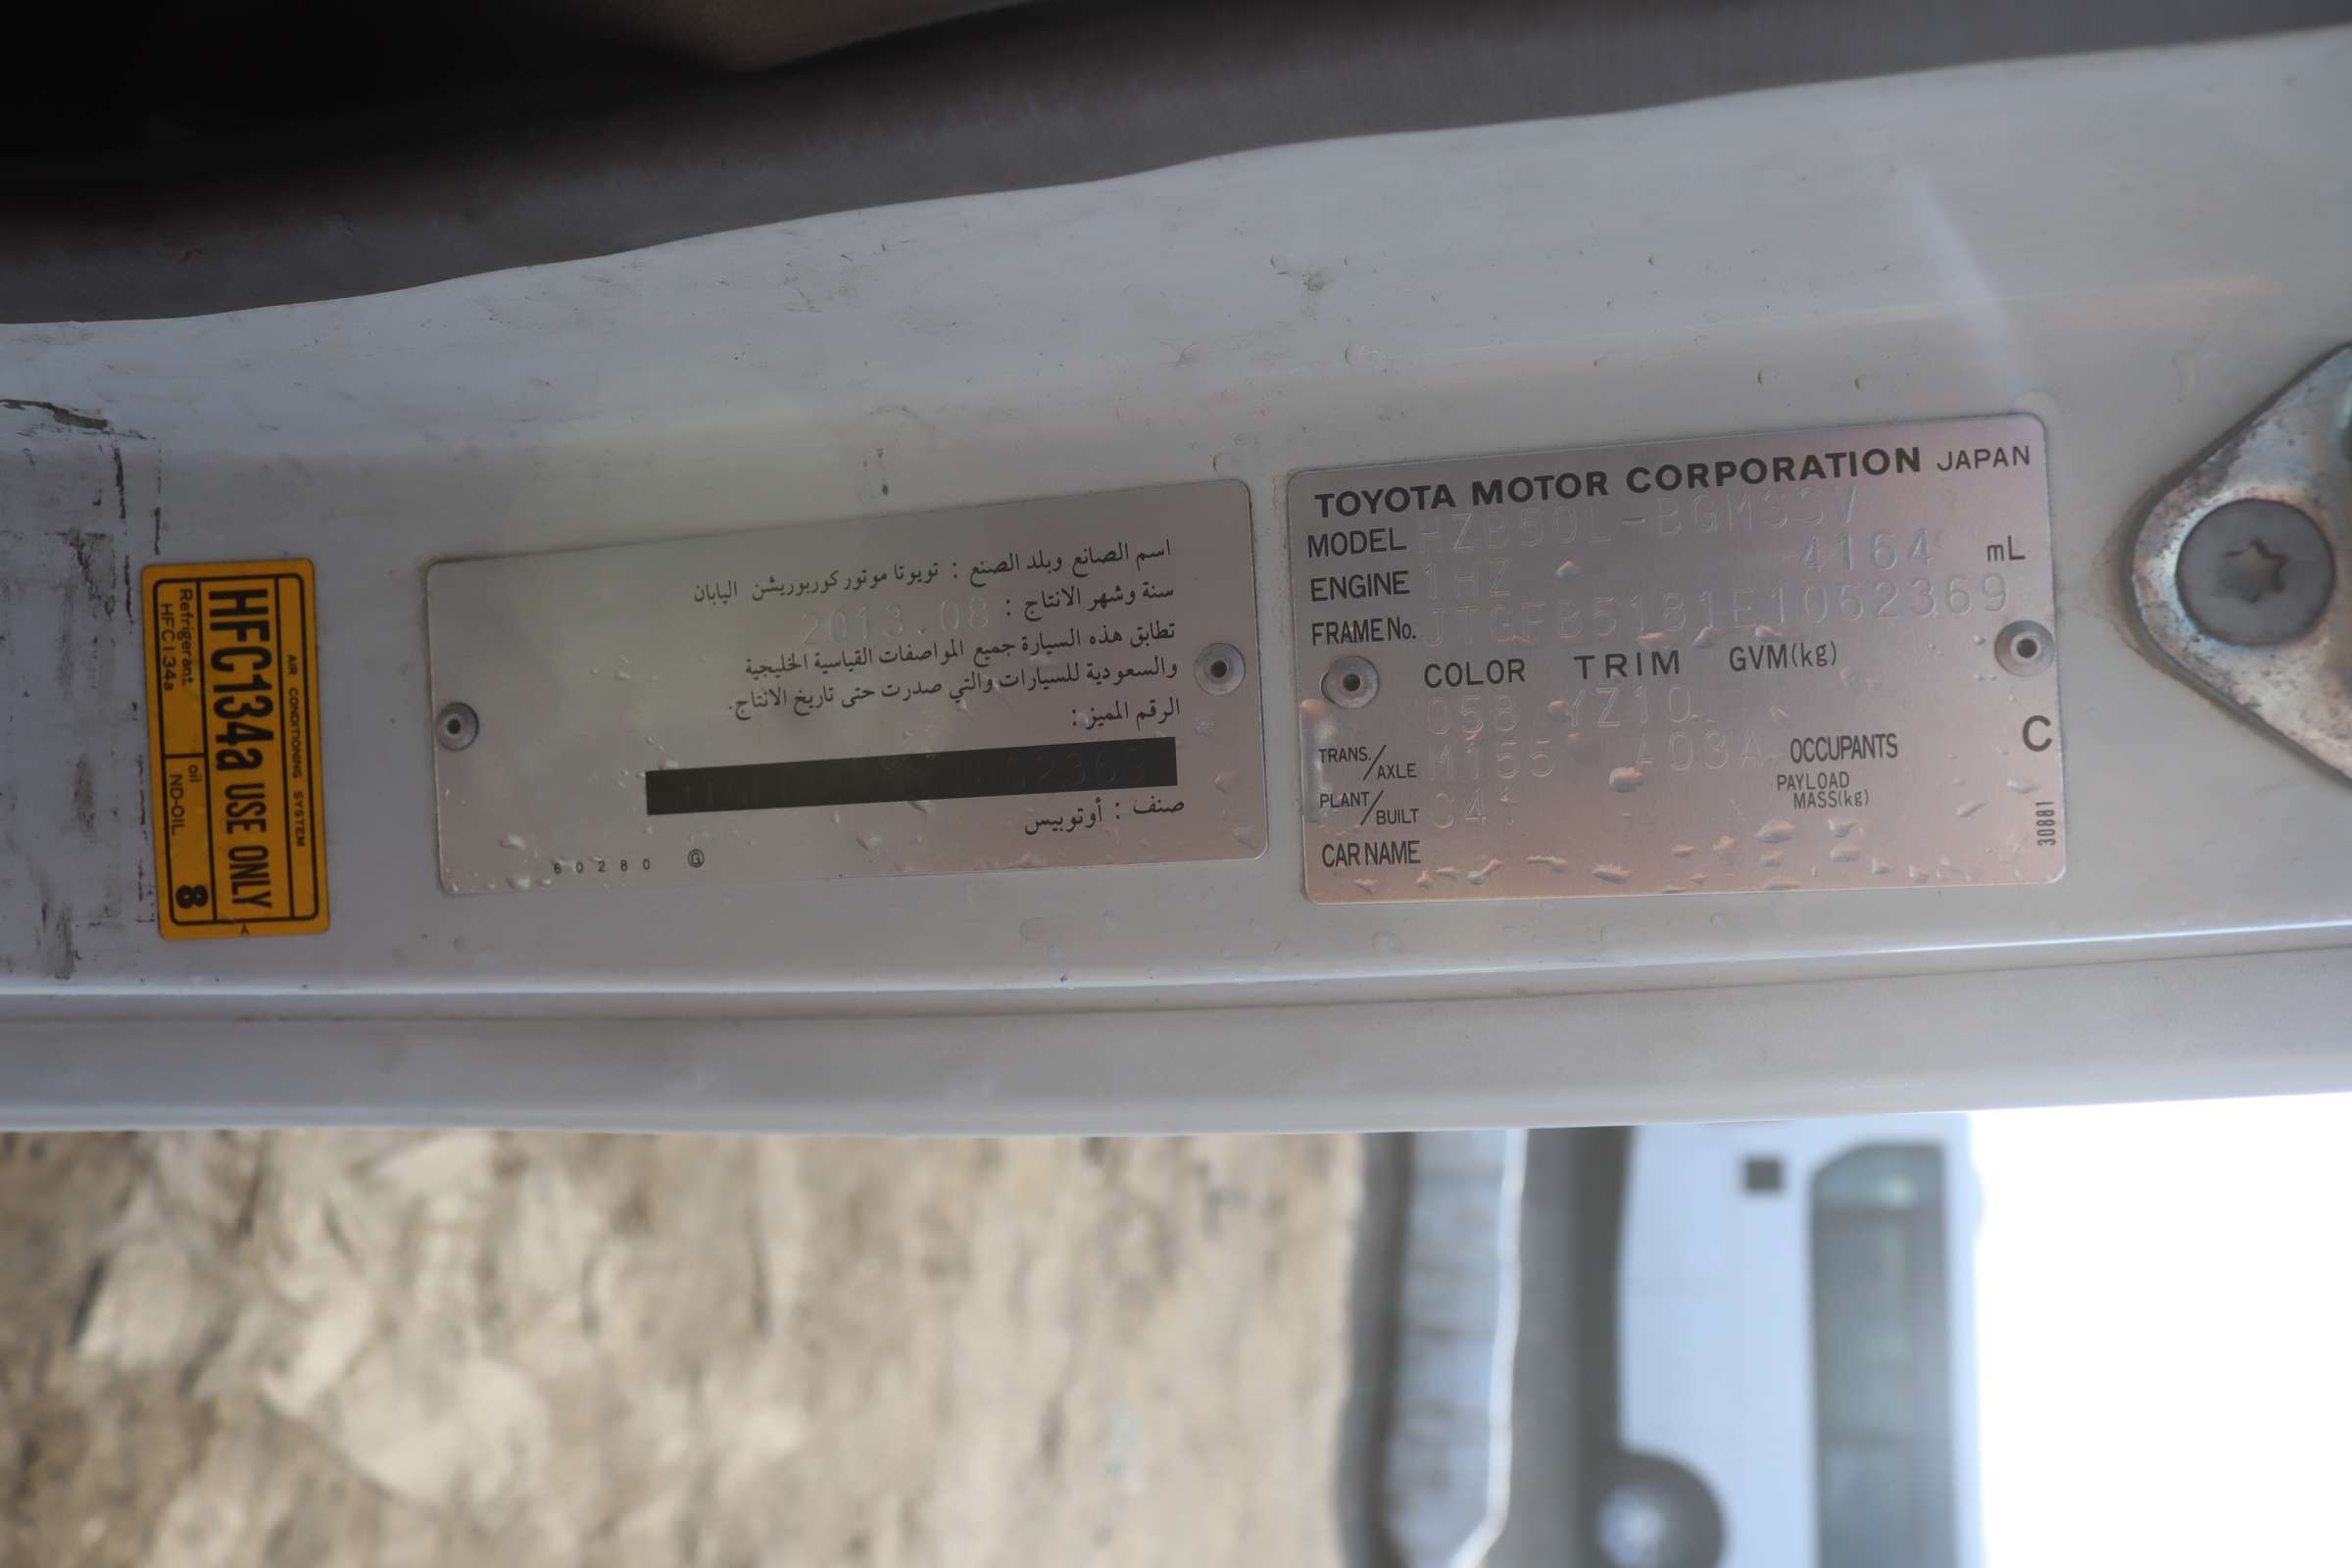 AIR CONDITIONING SYSTEM
HFC134a USE ONLY
Refrigerant
HFC134a
oil
ND-OIL 8
اسم الصانع وبلد الصنع : تويوتا موتور كوربوريشن اليابان
سنة وشهر الانتاج : 2013.08
تطابق هذه السيارة جميع المواصفات القياسية الخليجية
والسعودية للسيارات والتي صدرت حتى تاريخ الانتاج.
الرقم المميز :
صنف : أوتوبيس
60280 G
TOYOTA MOTOR CORPORATION JAPAN
MODEL HZB50L-BGMSSV
ENGINE 1HZ 4164 mL
FRAME No. JTGFB5181E1062369
COLOR TRIM GVM(kg)
058 YZ10
TRANS./AXLE M155 A03A OCCUPANTS C
PLANT/BUILT C41 PAYLOAD MASS(kg)
CAR NAME
30881